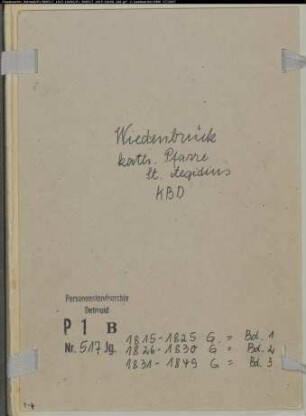 Wiedenbrück
kath. Pfarre
St. Aegidius
KBD
Personenstandsarchiv
Detmold
P 1 B
Nr. 517 Jg. 1815-1825 G = Bd. 1
1826-1830 G = Bd. 2
1831-1849 G = Bd. 3